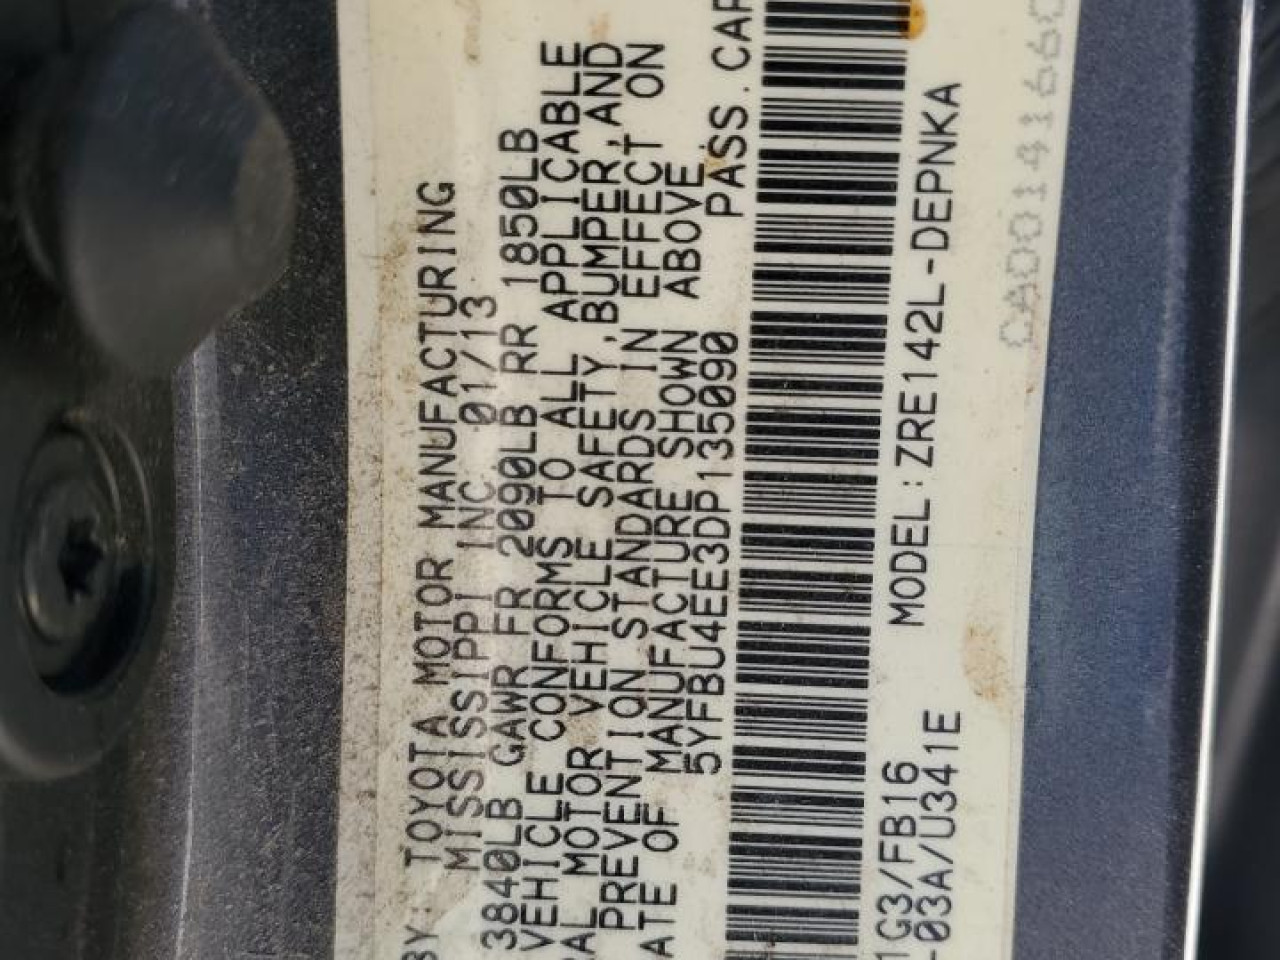 BY: TOYOTA MOTOR MANUFACTURING
MISSISSIPPI INC. 01/13
3840LB GAWR FR 2090LB RR 1850LB
VEHICLE CONFORMS TO ALL APPLICABLE
AL MOTOR VEHICLE SAFETY, BUMPER, AND
PREVENTION STANDARDS IN EFFECT ON
ATE OF MANUFACTURE SHOWN ABOVE.
5YFBU4EE3DP135090 PASS.CAR
MODEL:ZRE142L-DEPNKA
1G3/FB16
03A/U341E
CAD0141660